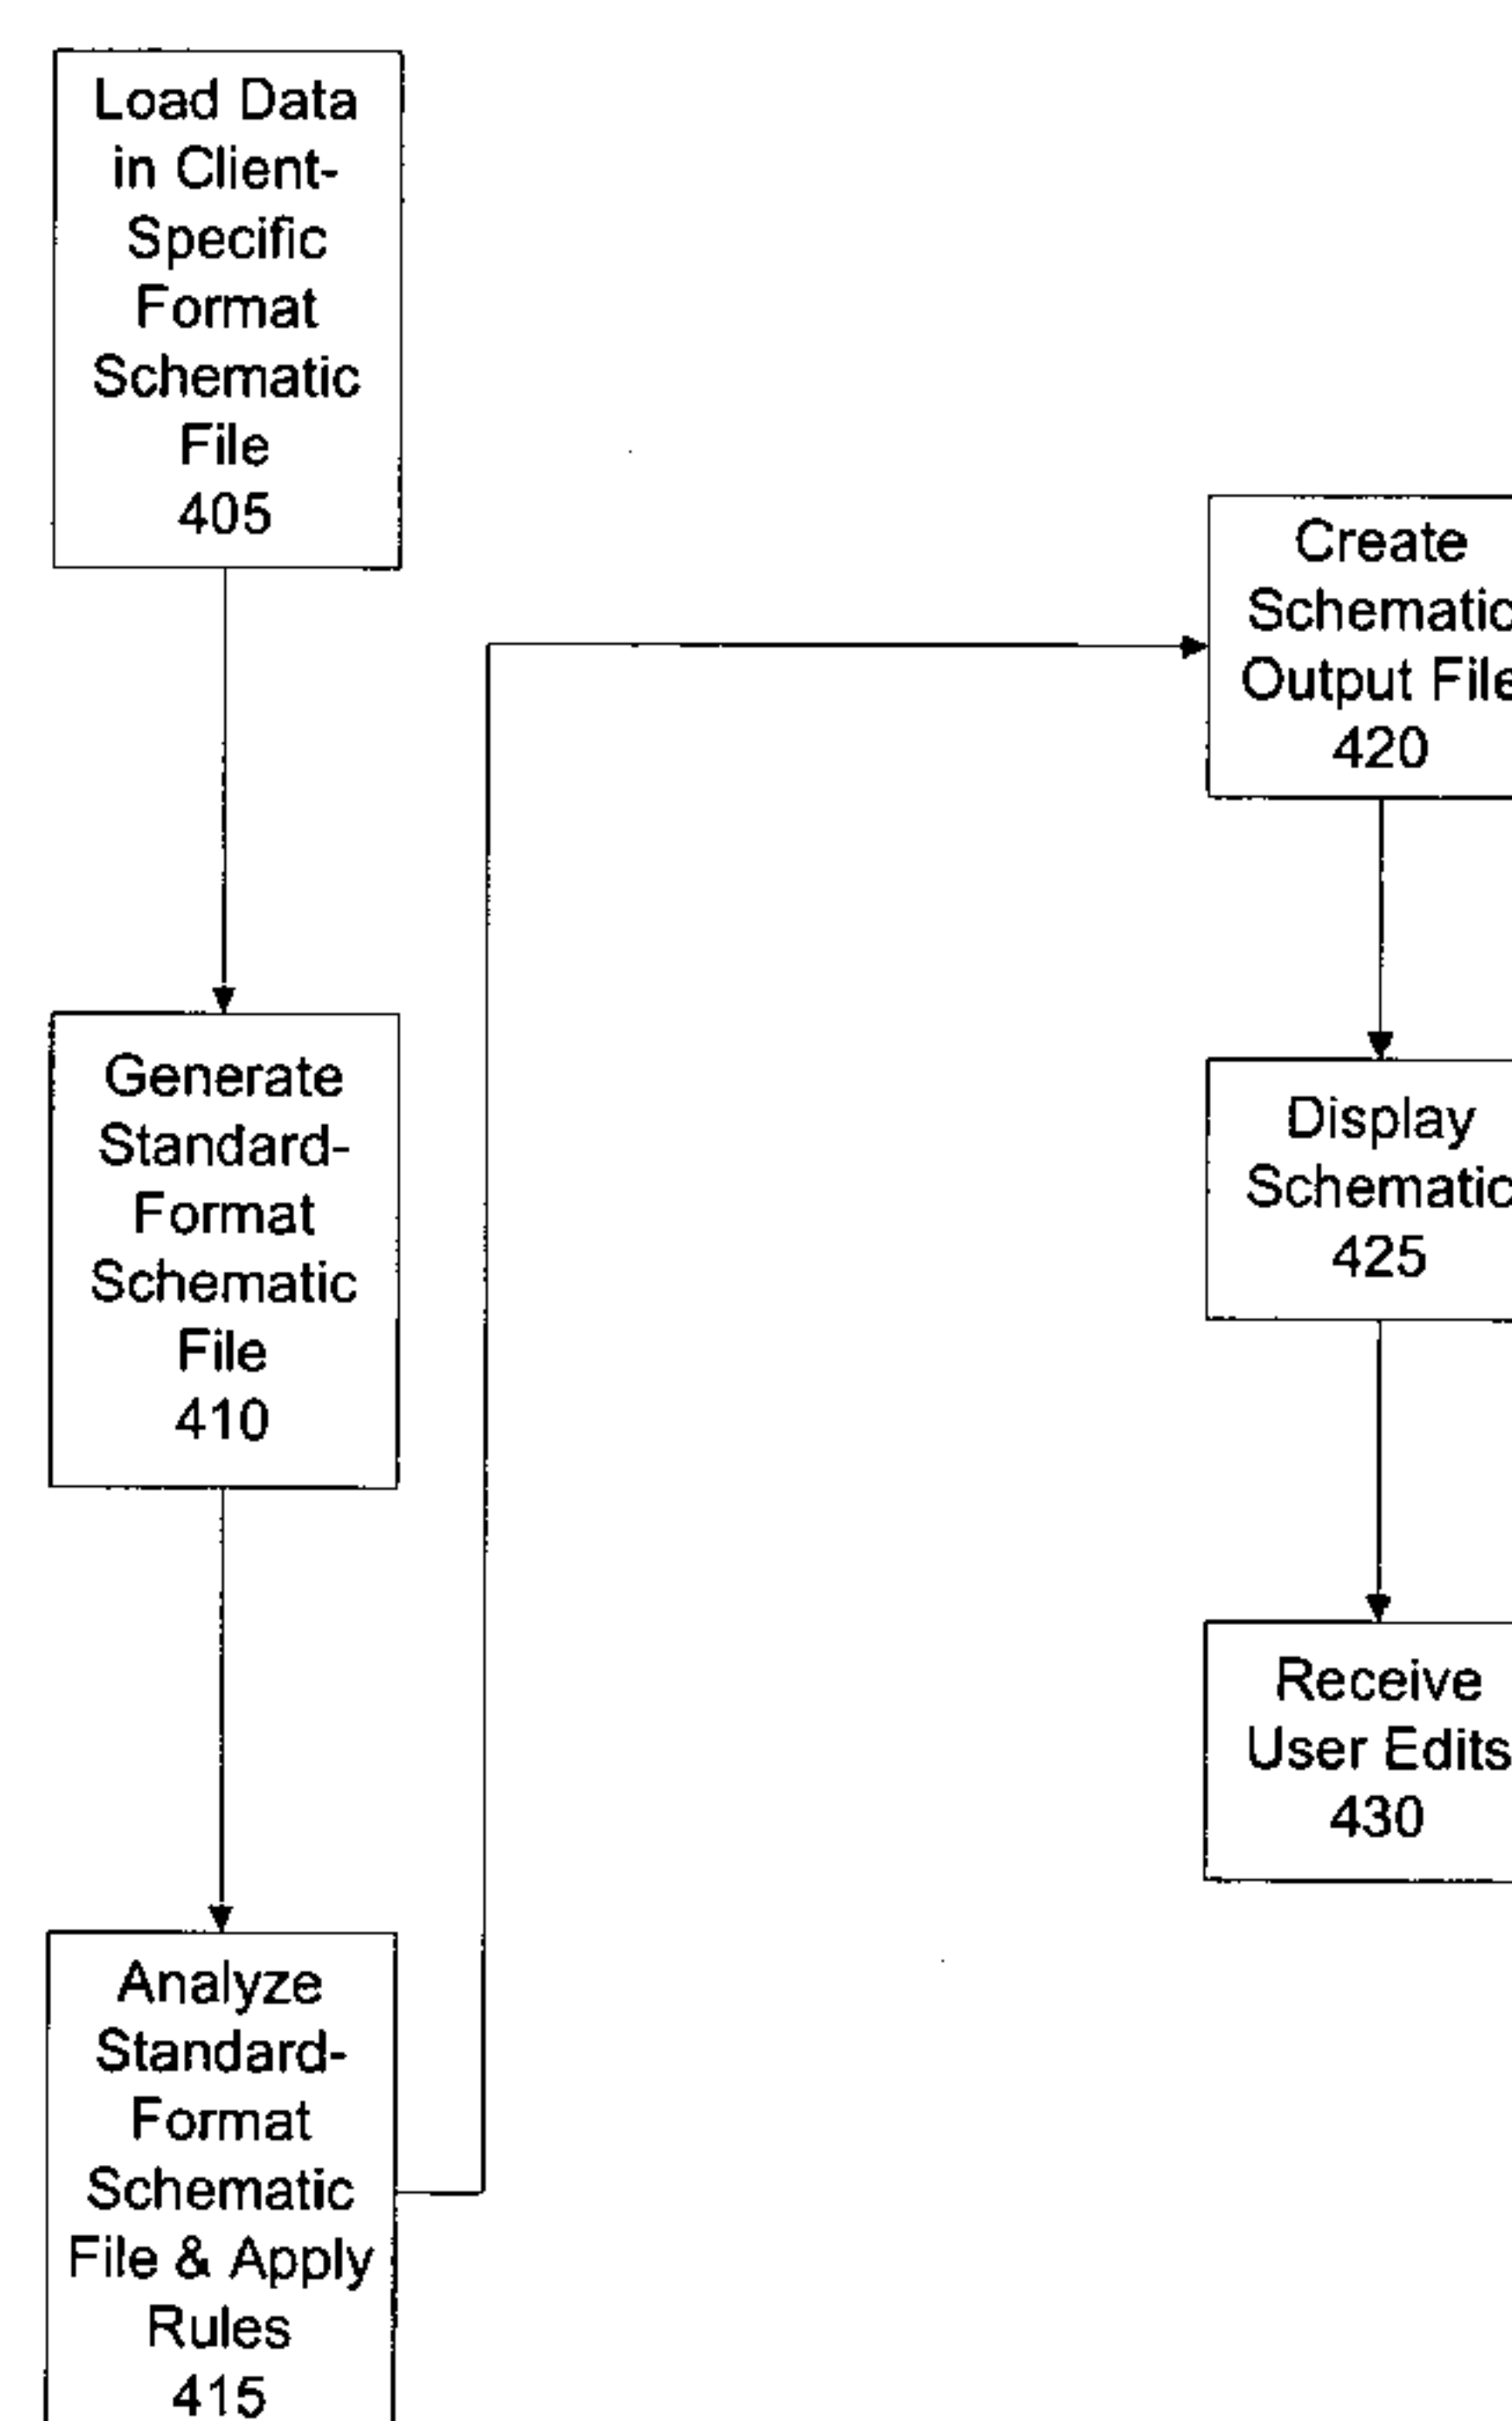 Load Data
in Client-
Specific
Format
Schematic
File
405
Generate
Standard-
Format
Schematic
File
410
Analyze
Standard-
Format
Schematic
File & Apply
Rules
415
Create
Schematic
Output File
420
Display
Schematic
425
Receive
User Edits
430